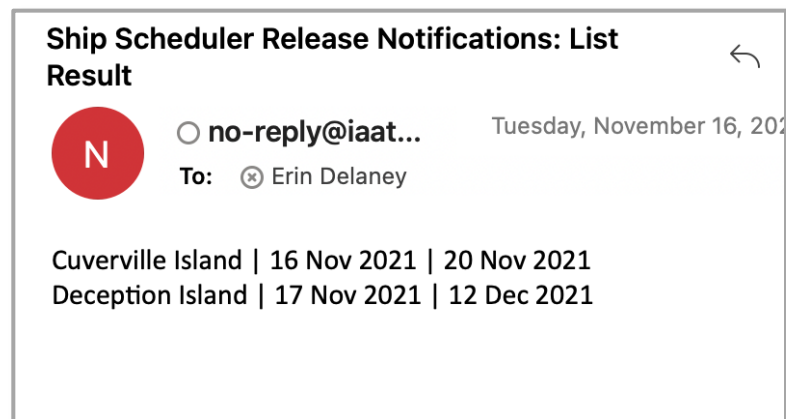 Ship Scheduler Release Notifications: List
Result
N
no-reply@iaat...
Tuesday, November 16, 202
To: Erin Delaney
Cuverville Island | 16 Nov 2021 | 20 Nov 2021
Deception Island | 17 Nov 2021 | 12 Dec 2021